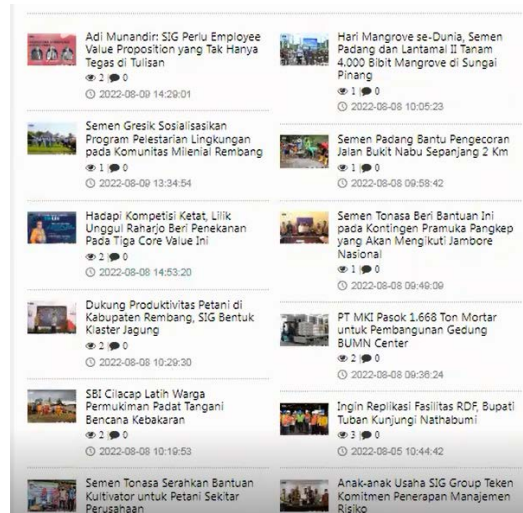 Adi Munandir: SIG Perlu Employee
Value Proposition yang Tak Hanya
Tegas di Tulisan
2 | 0
2022-08-09 14:29:01
Semen Gresik Sosialisasikan
Program Pelestarian Lingkungan
pada Komunitas Milenial Rembang
1 | 0
2022-08-09 13:34:54
Hadapi Kompetisi Ketat, Lilik
Unggul Raharjo Beri Penekanan
Pada Tiga Core Value Ini
2 | 0
2022-08-08 14:53:20
Dukung Produktivitas Petani di
Kabupaten Rembang, SIG Bentuk
Klaster Jagung
2 | 0
2022-08-08 10:29:30
SBI Cilacap Latih Warga
Permukiman Padat Tangani
Bencana Kebakaran
2 | 0
2022-08-08 10:19:53
Semen Tonasa Serahkan Bantuan
Kultivator untuk Petani Sekitar
Perusahaan
Hari Mangrove se-Dunia, Semen
Padang dan Lantamal II Tanam
4.000 Bibit Mangrove di Sungai
Pinang
1 | 0
2022-08-08 10:05:23
Semen Padang Bantu Pengecoran
Jalan Bukit Nabu Sepanjang 2 Km
1 | 0
2022-08-08 09:58:42
Semen Tonasa Beri Bantuan Ini
pada Kontingen Pramuka Pangkep
yang Akan Mengikuti Jambore
Nasional
1 | 0
2022-08-08 09:49:09
PT MKI Pasok 1.668 Ton Mortar
untuk Pembangunan Gedung
BUMN Center
2 | 0
2022-08-08 09:36:24
Ingin Replikasi Fasilitas RDF, Bupati
Tuban Kunjungi Nathabumi
3 | 0
2022-08-05 10:44:42
Anak-anak Usaha SIG Group Teken
Komitmen Penerapan Manajemen
Risiko